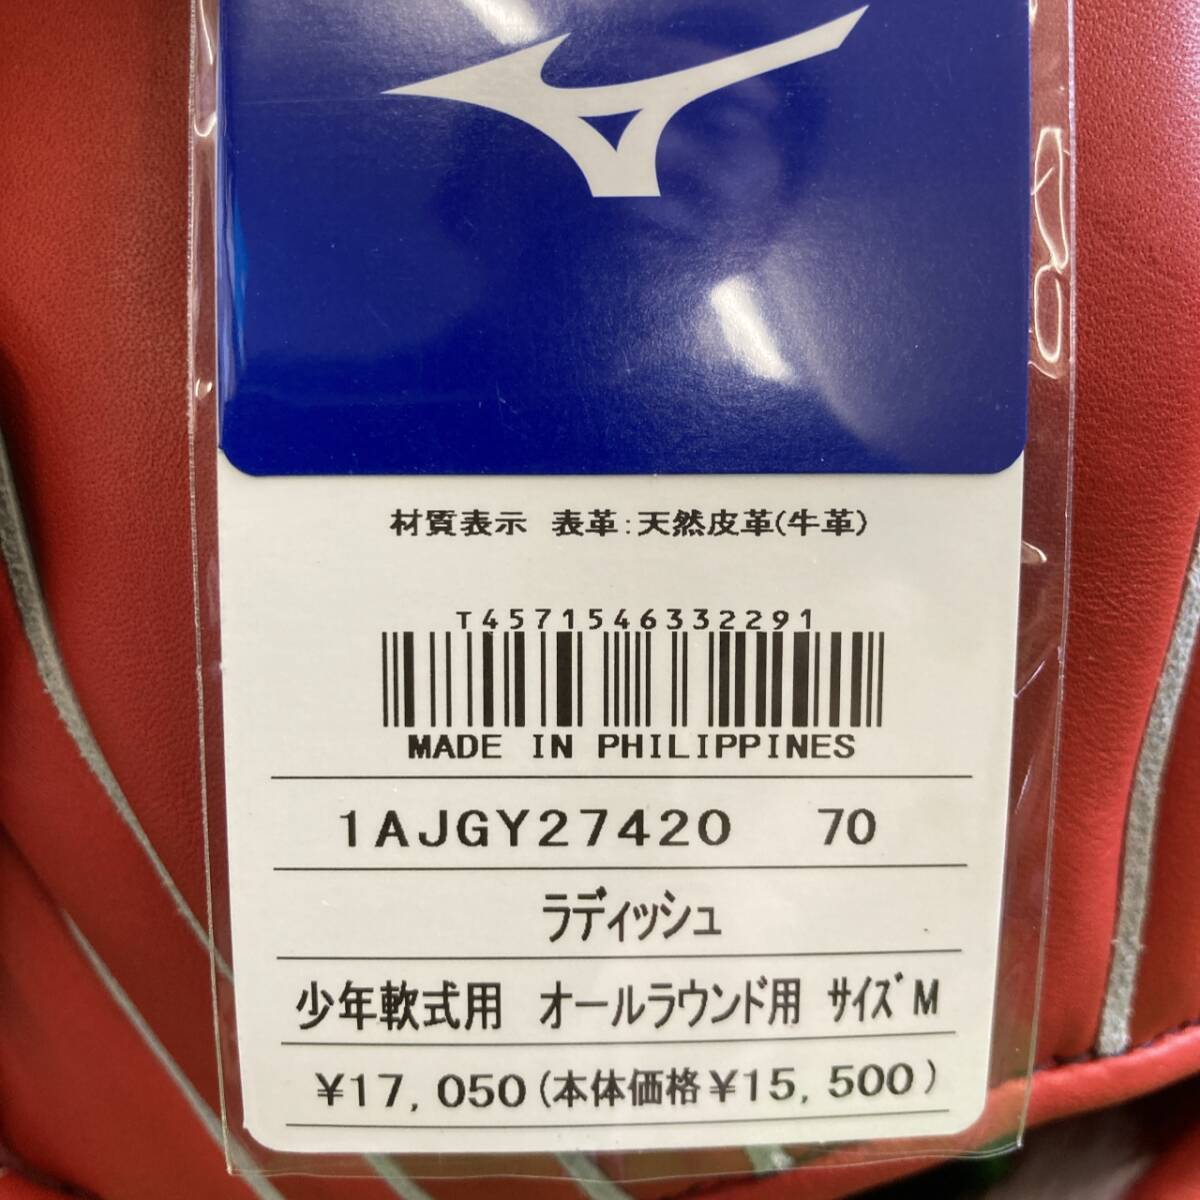 材質表示 表革:天然皮革(牛革)
T4571546332291
MADE IN PHILIPPINES
1AJGY27420 70
ラディッシュ
少年軟式用 オールラウンド用 サイズM
¥17,050(本体価格¥15,500)